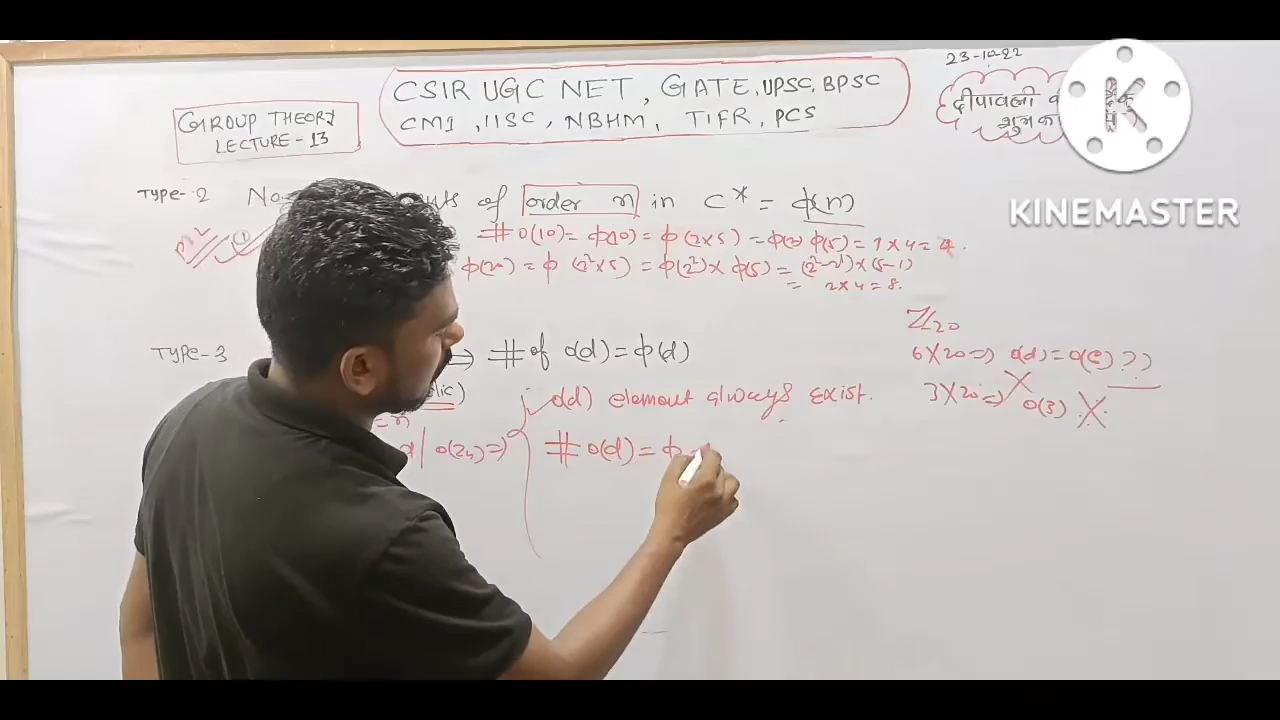 23-10-22
CSIR UGC NET, GATE, UPSC, BPSC
CMI, IISC, NBHM, TIFR, PCS
GROUP THEORY
LECTURE-13
दीपावली
शुभ
K
KINEMASTER
TYPE-2 of order n in C* = ϕ(n)
# O(10) = ϕ(10) = ϕ(2×5) = ϕ(2) ϕ(5) = 1×4 = 4.
ϕ(20) = ϕ(2²×5) = ϕ(2²) × ϕ(5) = (2²-2¹)×(5-1)
= 2×4 = 8.
TYPE-3 => # of O(d) = ϕ(d)
O(d) element always exist.
= n
d | O(Zn) =>
# O(d) = ϕ
Z20
6 X 20 => O(d) = O(6) ??
3 X 20 => O(3) X